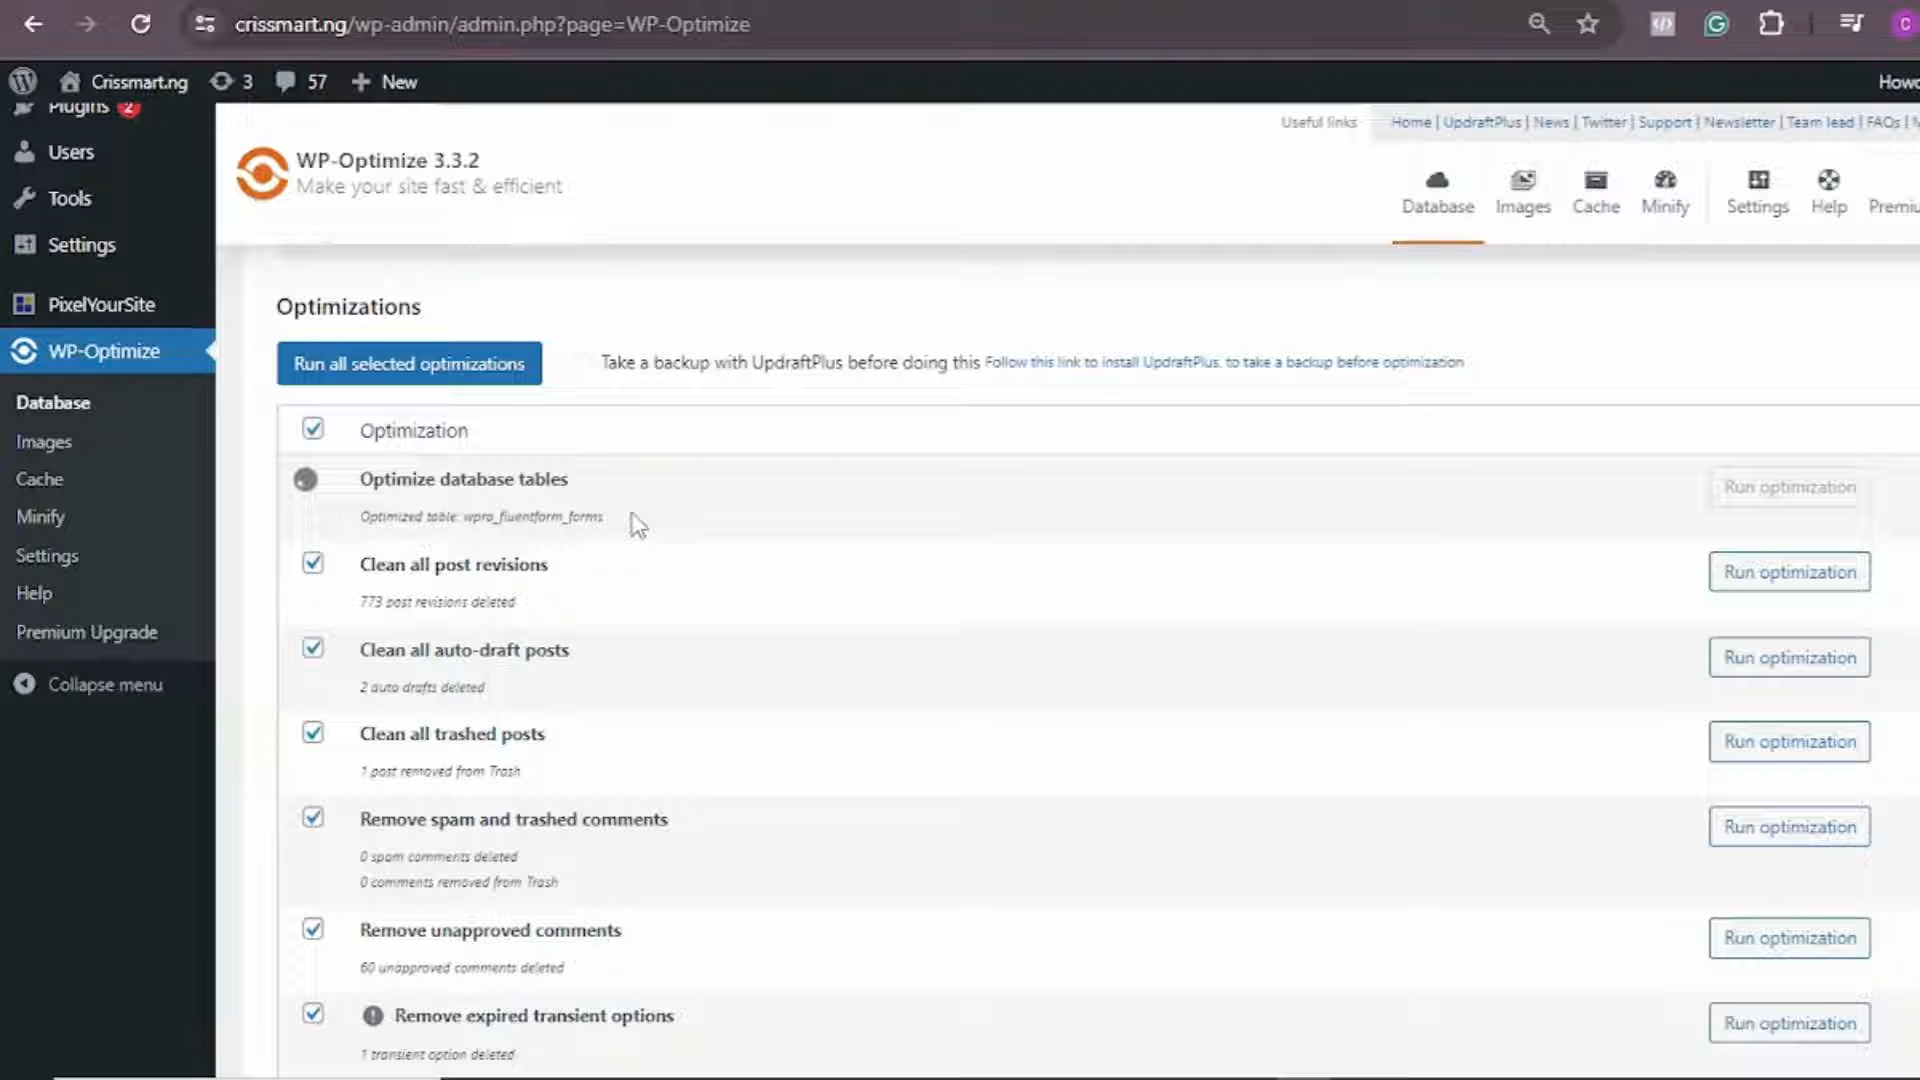 crissmart.ng/wp-admin/admin.php?page=WP-Optimize
Crissmart.ng 3 57 New
Plugins 2
Users
Tools
Settings
PixelYourSite
WP-Optimize
Database
Images
Cache
Minify
Settings
Help
Premium Upgrade
Collapse menu
Useful links Home | UpdraftPlus | News | Twitter | Support | Newsletter | Team lead | FAQs |
WP-Optimize 3.3.2
Make your site fast & efficient
Database Images Cache Minify Settings Help
Optimizations
Run all selected optimizations Take a backup with UpdraftPlus before doing this Follow this link to install UpdraftPlus, to take a backup before optimization
Optimization
Optimize database tables
Run optimization
Optimized table: wpra_fluentform_forms
Clean all post revisions
Run optimization
773 post revisions deleted
Clean all auto-draft posts
Run optimization
2 auto drafts deleted
Clean all trashed posts
Run optimization
1 post removed from Trash
Remove spam and trashed comments
Run optimization
0 spam comments deleted
0 comments removed from Trash
Remove unapproved comments
Run optimization
60 unapproved comments deleted
Remove expired transient options
Run optimization
1 transient option deleted